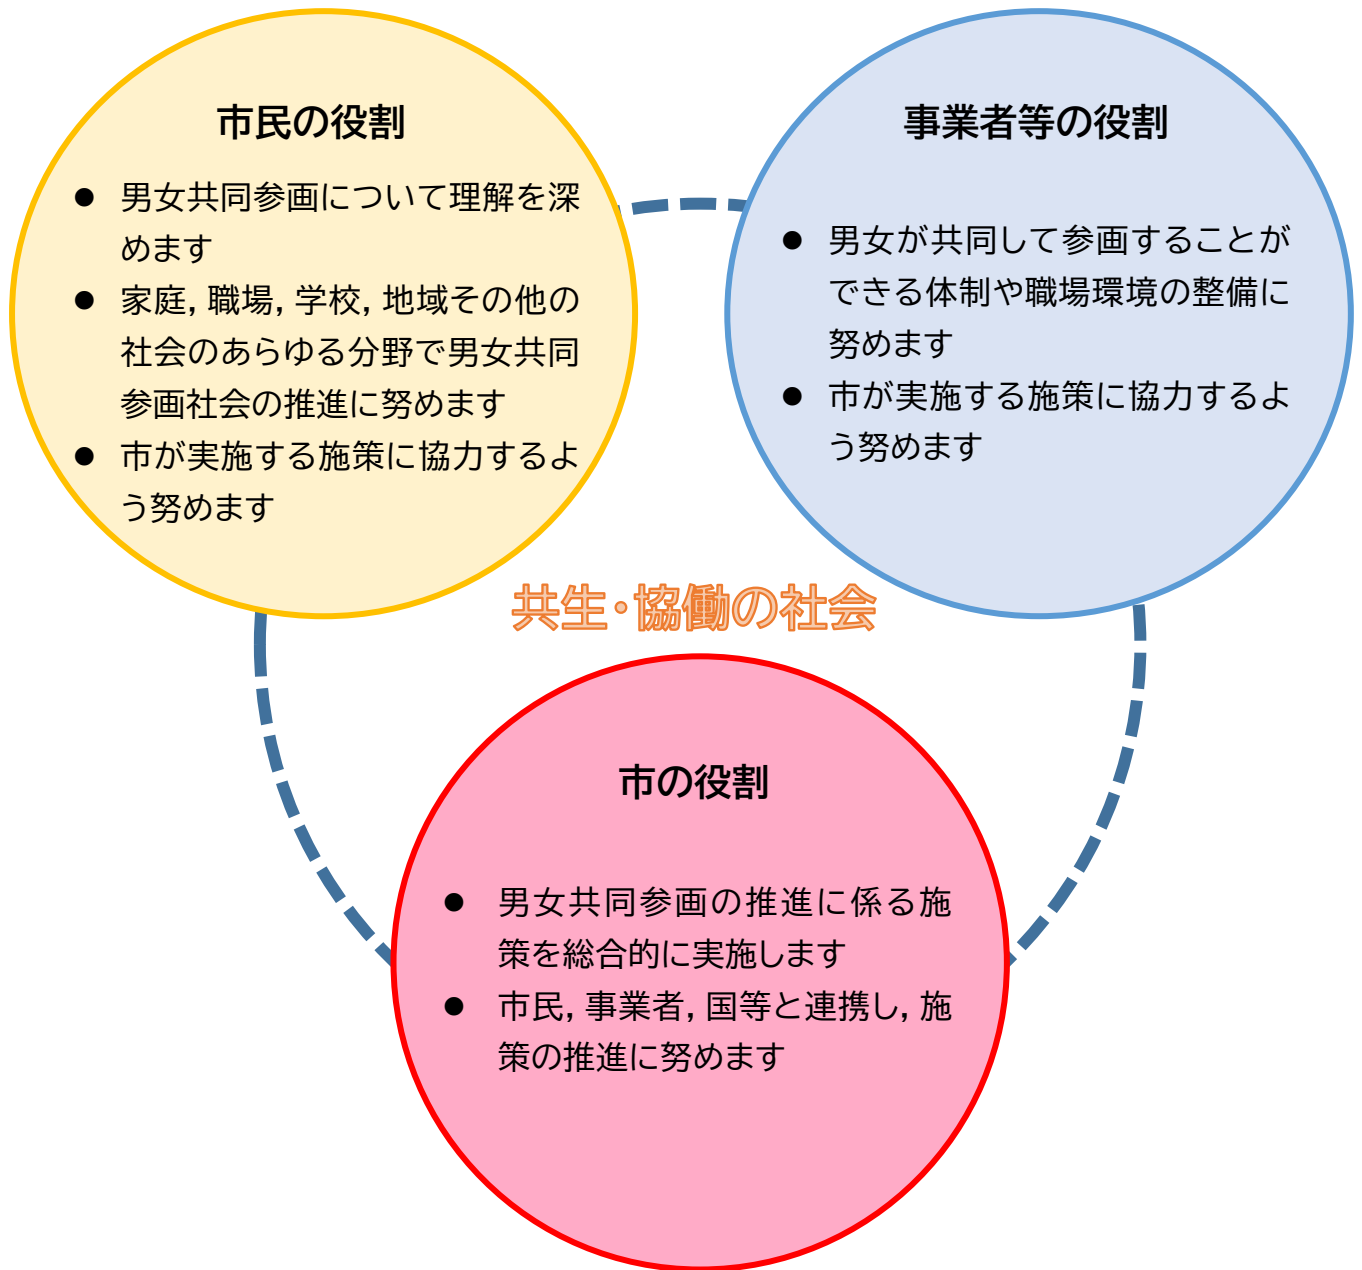 市民の役割
● 男女共同参画について理解を深
めます
● 家庭,職場,学校,地域その他の
社会のあらゆる分野で男女共同
参画社会の推進に努めます
● 市が実施する施策に協力するよ
う努めます
事業者等の役割
● 男女が共同して参画することが
できる体制や職場環境の整備に
努めます
● 市が実施する施策に協力するよ
う努めます
共生・協働の社会
市の役割
● 男女共同参画の推進に係る施
策を総合的に実施します
● 市民,事業者,国等と連携し,施
策の推進に努めます